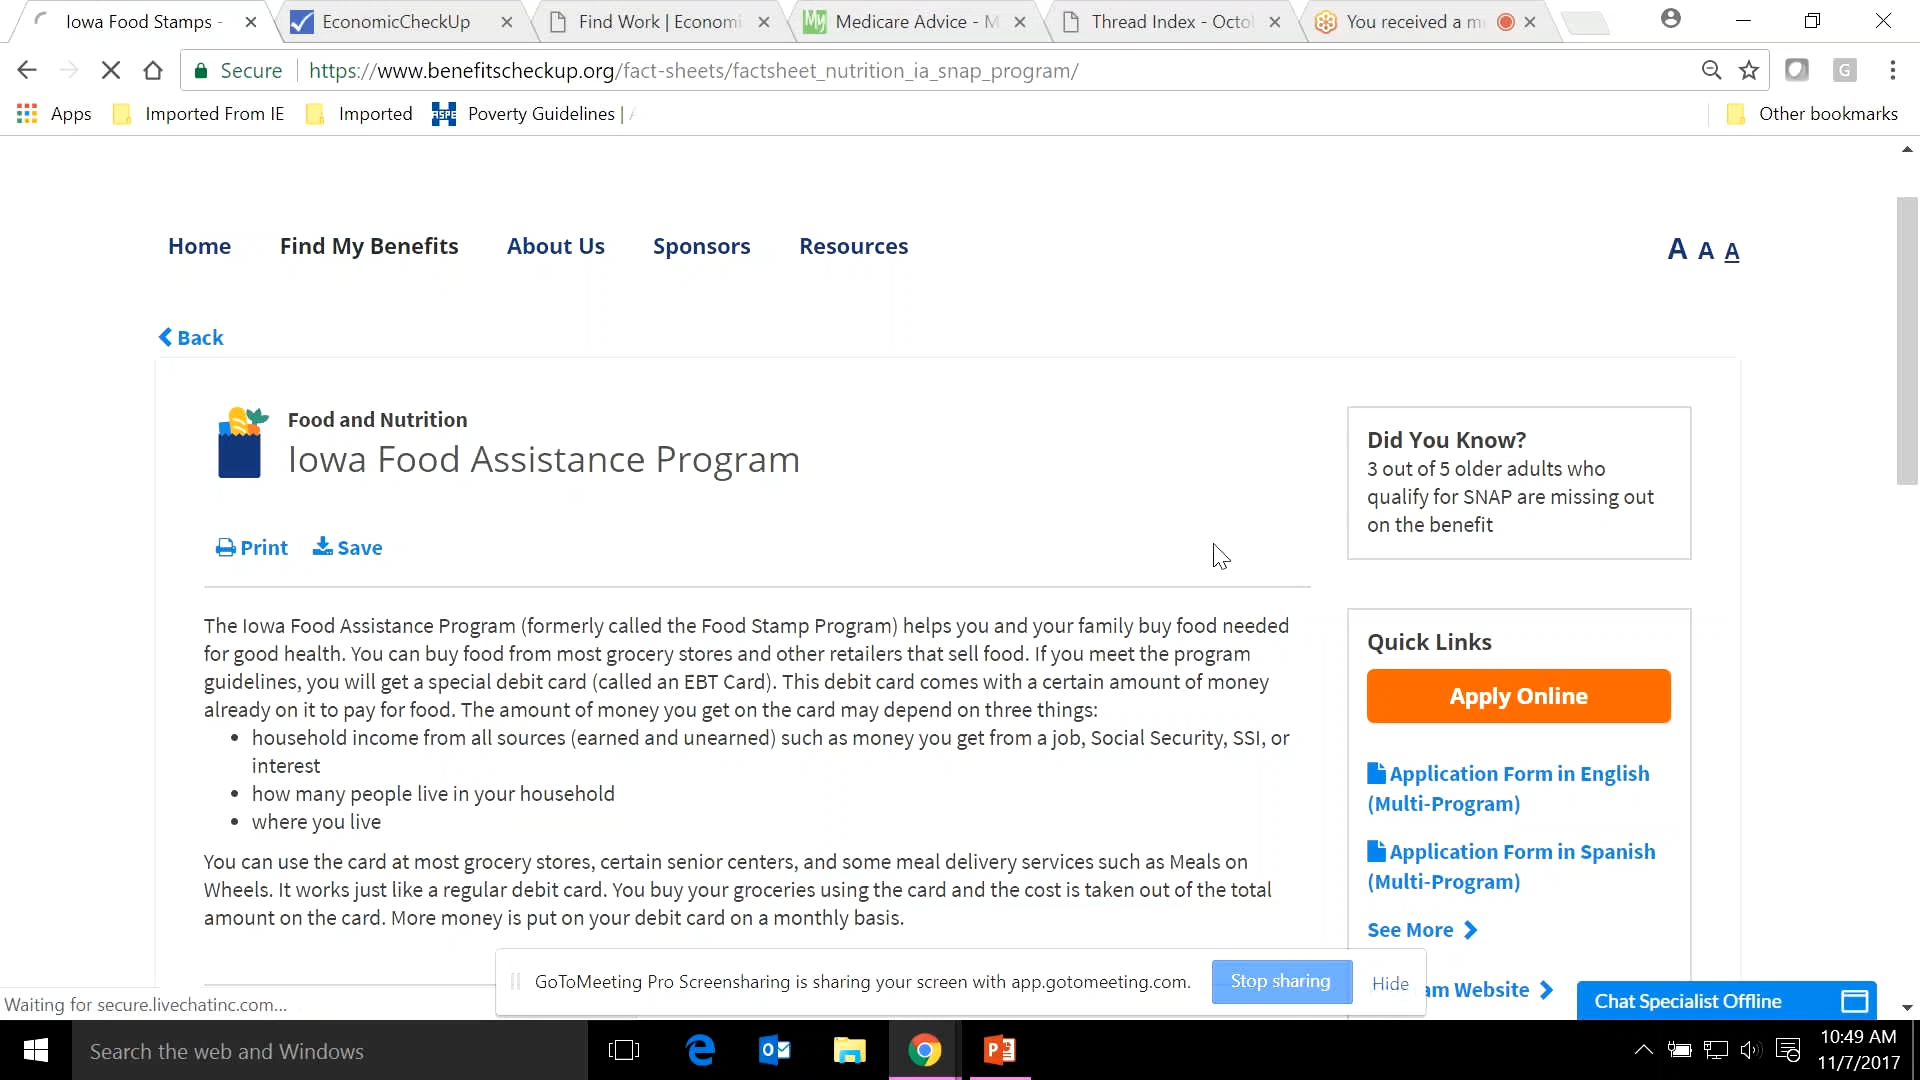 Iowa Food Stamps -
EconomicCheckUp
Find Work | Economi
Medicare Advice - M
Thread Index - Octo
You received a m
Secure
https://www.benefitscheckup.org/fact-sheets/factsheet_nutrition_ia_snap_program/
G
Apps
Imported From IE
Imported
Poverty Guidelines |
Other bookmarks
Home
Find My Benefits
About Us
Sponsors
Resources
A A A
Back
Food and Nutrition
Iowa Food Assistance Program
Print
Save
The Iowa Food Assistance Program (formerly called the Food Stamp Program) helps you and your family buy food needed
for good health. You can buy food from most grocery stores and other retailers that sell food. If you meet the program
guidelines, you will get a special debit card (called an EBT Card). This debit card comes with a certain amount of money
already on it to pay for food. The amount of money you get on the card may depend on three things:
household income from all sources (earned and unearned) such as money you get from a job, Social Security, SSI, or
interest
how many people live in your household
where you live
You can use the card at most grocery stores, certain senior centers, and some meal delivery services such as Meals on
Wheels. It works just like a regular debit card. You buy your groceries using the card and the cost is taken out of the total
amount on the card. More money is put on your debit card on a monthly basis.
Did You Know?
3 out of 5 older adults who
qualify for SNAP are missing out
on the benefit
Quick Links
Apply Online
Application Form in English
(Multi-Program)
Application Form in Spanish
(Multi-Program)
See More
am Website
Chat Specialist Offline
GoToMeeting Pro Screensharing is sharing your screen with app.gotomeeting.com.
Stop sharing
Hide
Waiting for secure.livechatinc.com...
Search the web and Windows
10:49 AM
11/7/2017